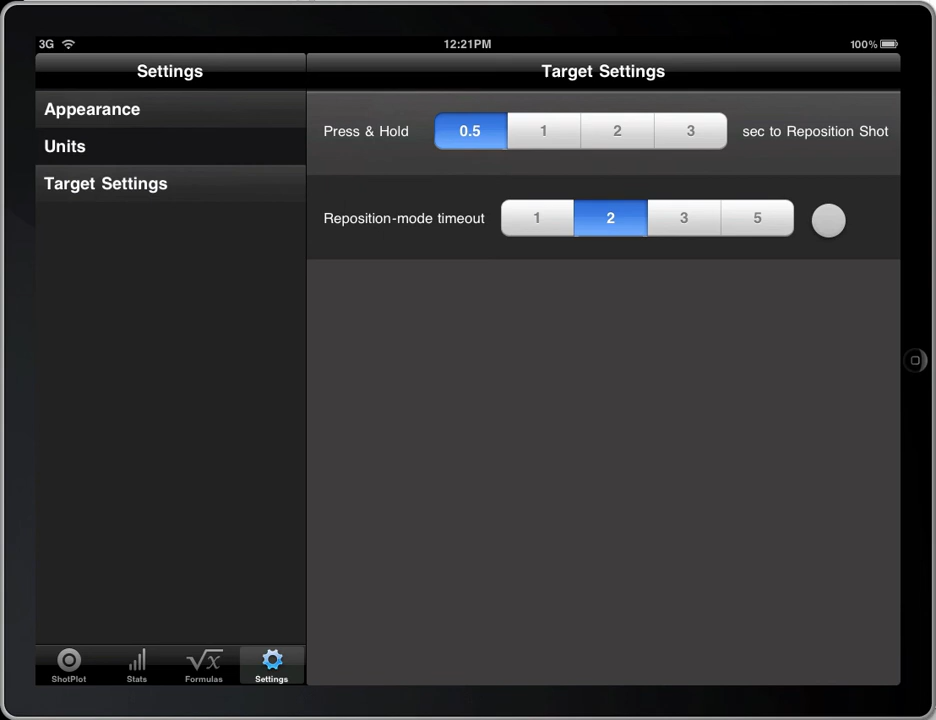 3G 12:21PM 100%
Settings Target Settings
Appearance
Units
Target Settings
Press & Hold 0.5 1 2 3 sec to Reposition Shot
Reposition-mode timeout 1 2 3 5
√x
ShotPlot Stats Formulas Settings